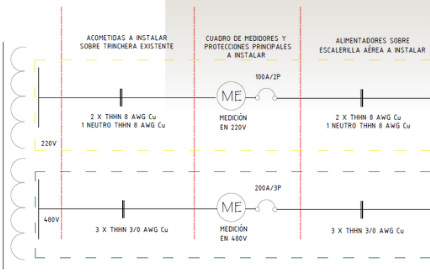 ACOMETIDAS A INSTALAR
SOBRE TRINCHERA EXISTENTE
CUADRO DE MEDIDORES Y
PROTECCIONES PRINCIPALES
A INSTALAR
ALIMENTADORES SOBRE
ESCALERILLA AÉREA A INSTALAR
100A/2P
ME
2 X THHN 8 AWG Cu
1 NEUTRO THHN 8 AWG Cu
MEDICIÓN
EN 220V
2 X THHN 8 AWG Cu
1 NEUTRO THHN 8 AWG Cu
220V
200A/3P
ME
480V
3 X THHN 3/0 AWG Cu
MEDICIÓN
EN 480V
3 X THHN 3/0 AWG Cu